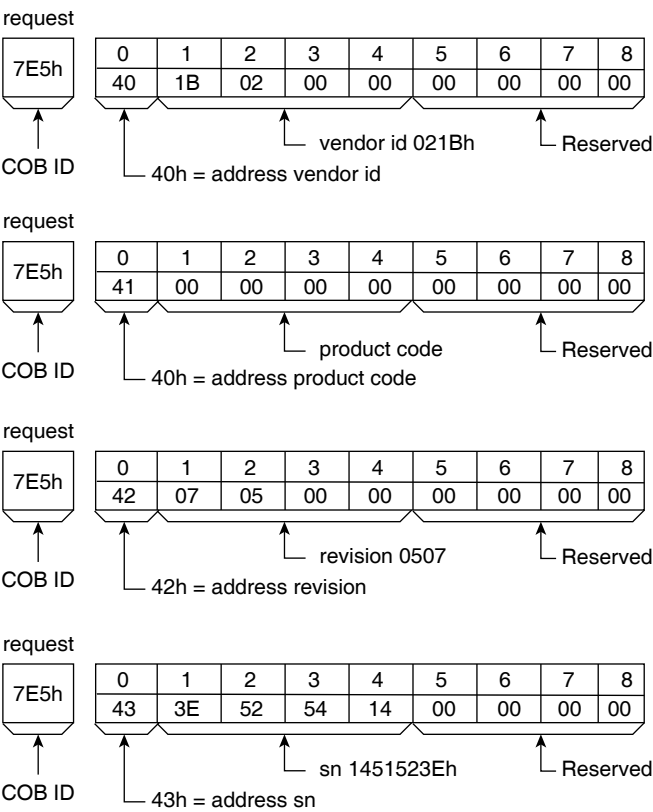 request
7E5h 0 1 2 3 4 5 6 7 8
40 1B 02 00 00 00 00 00 00
vendor id 021Bh Reserved
COB ID 40h = address vendor id
request
7E5h 0 1 2 3 4 5 6 7 8
41 00 00 00 00 00 00 00 00
product code Reserved
COB ID 40h = address product code
request
7E5h 0 1 2 3 4 5 6 7 8
42 07 05 00 00 00 00 00 00
revision 0507 Reserved
COB ID 42h = address revision
request
7E5h 0 1 2 3 4 5 6 7 8
43 3E 52 54 14 00 00 00 00
sn 1451523Eh Reserved
COB ID 43h = address sn